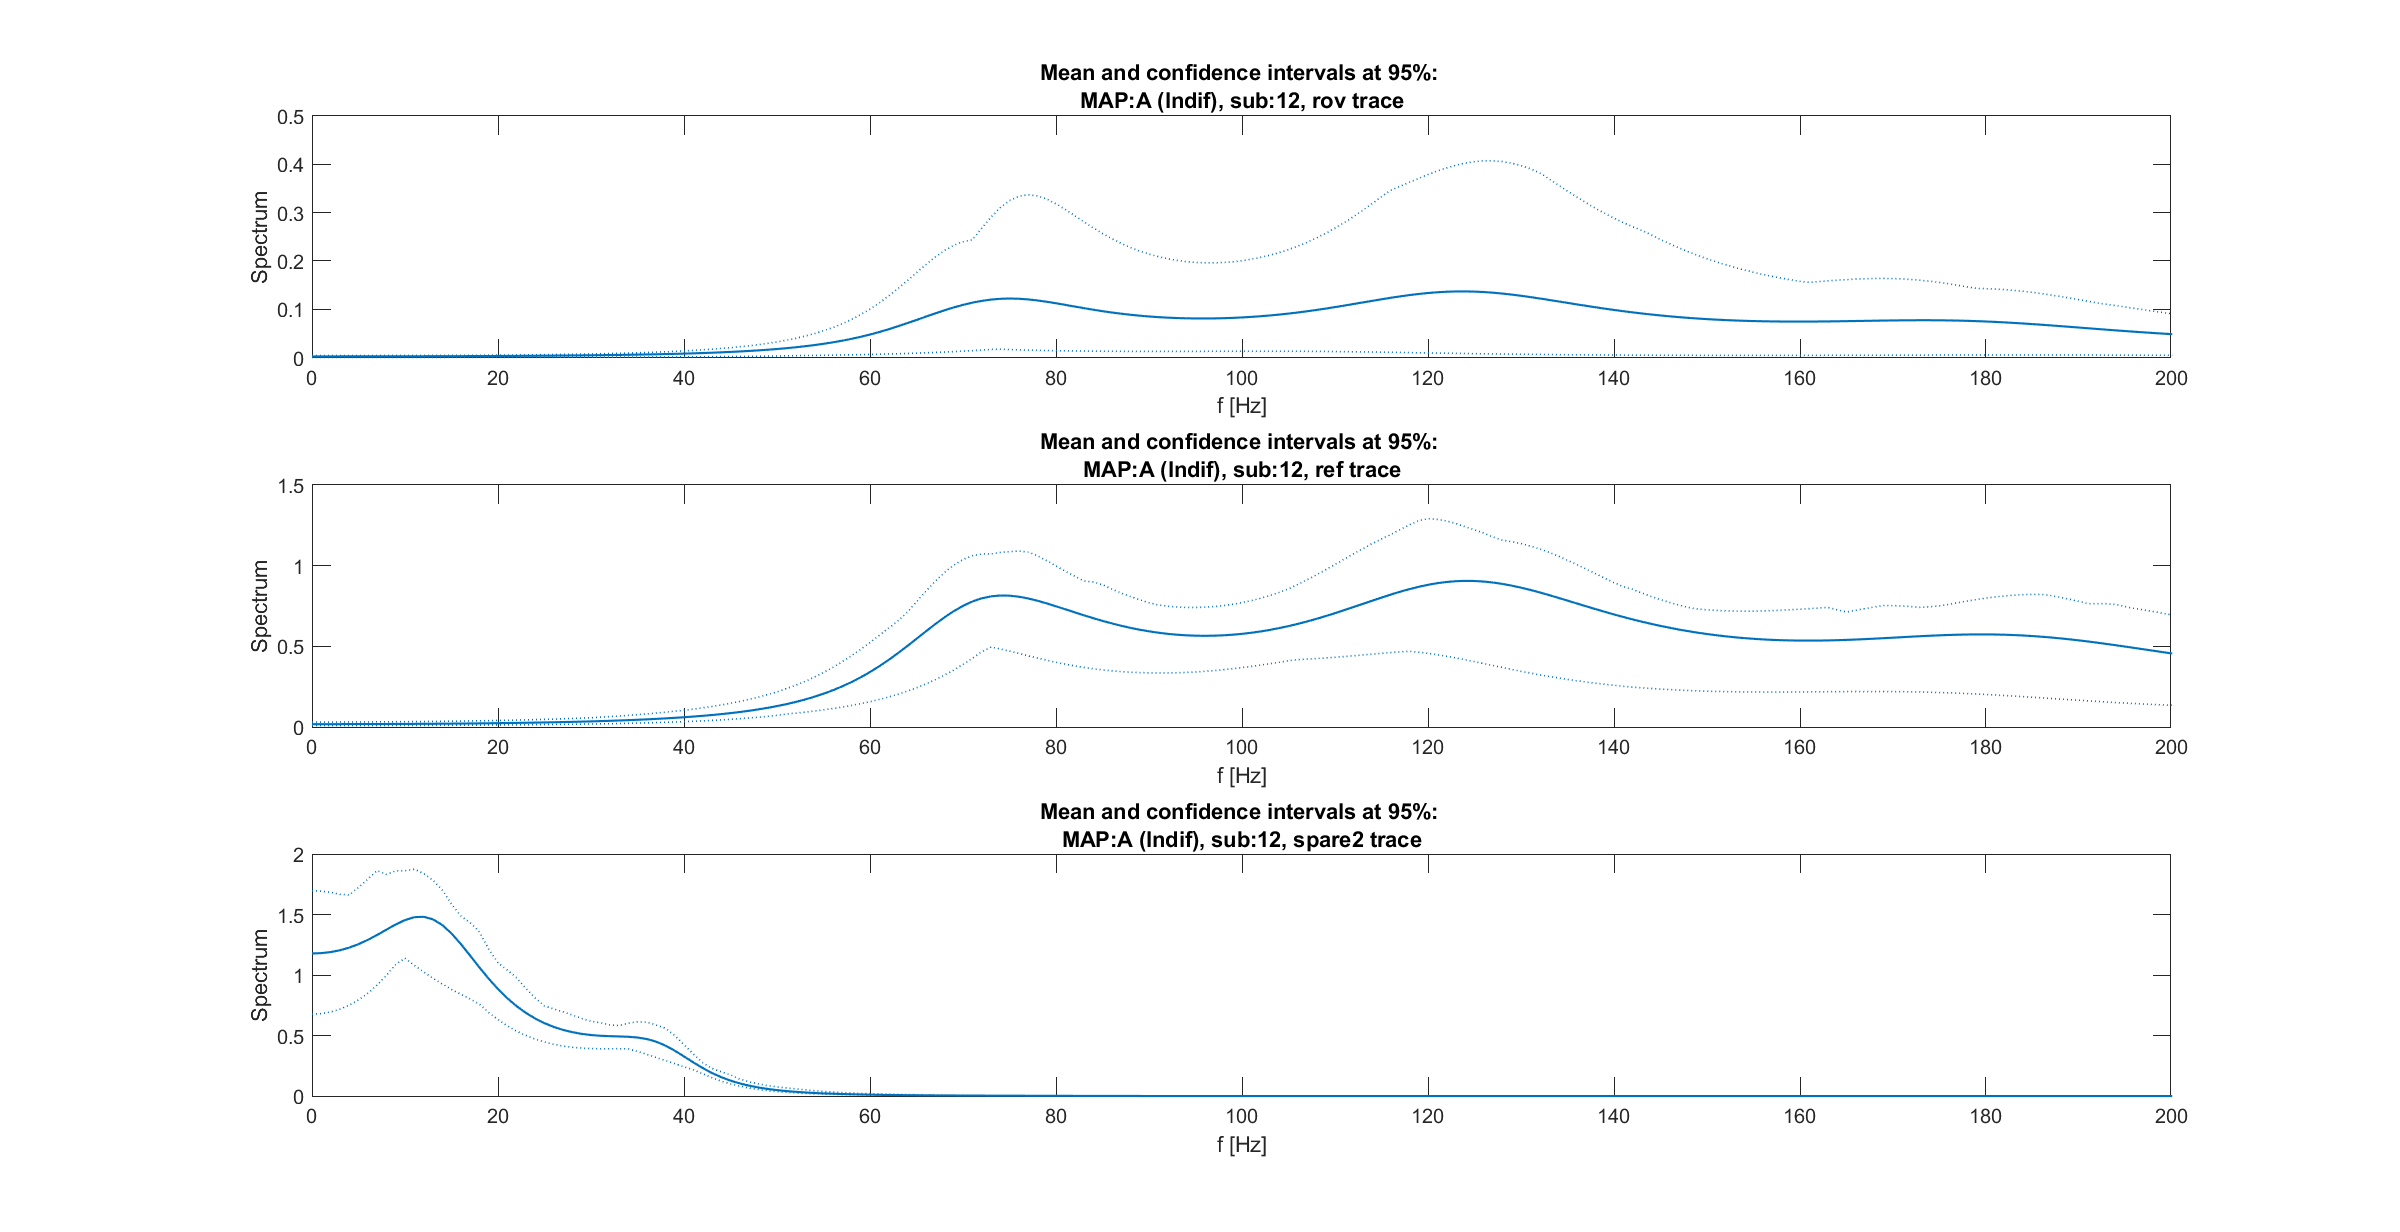 Mean and confidence intervals at 95%:
MAP:A (Indif), sub:12, rov trace
0.5
0.4
0.3
0.2
0.1
0
Spectrum
0 20 40 60 80 100 120 140 160 180 200
f [Hz]
Mean and confidence intervals at 95%:
MAP:A (Indif), sub:12, ref trace
1.5
1
0.5
0
Spectrum
0 20 40 60 80 100 120 140 160 180 200
f [Hz]
Mean and confidence intervals at 95%:
MAP:A (Indif), sub:12, spare2 trace
2
1.5
1
0.5
0
Spectrum
0 20 40 60 80 100 120 140 160 180 200
f [Hz]